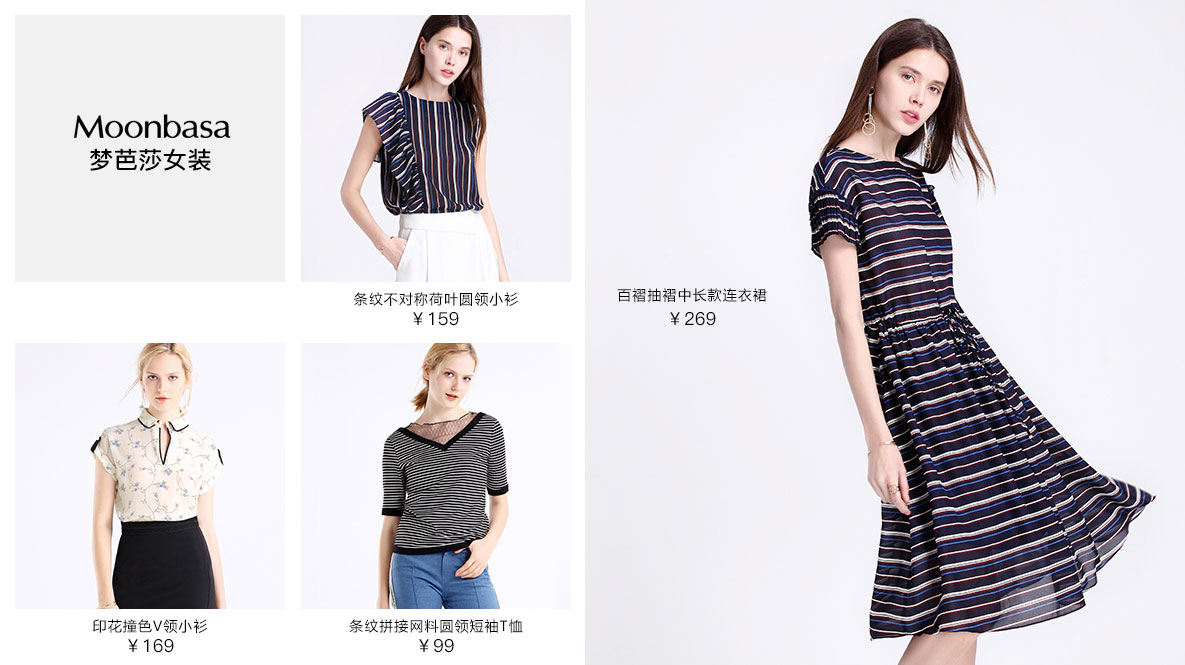 Moonbasa
梦芭莎女装
条纹不对称荷叶圆领小衫
¥159
印花撞色V领小衫
¥169
条纹拼接网料圆领短袖T恤
¥99
百褶抽褶中长款连衣裙
¥269